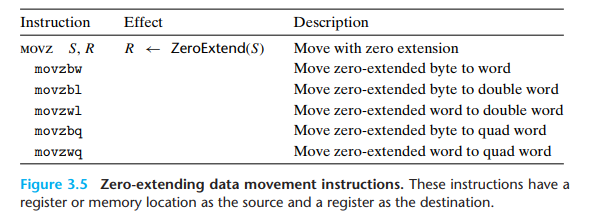 Instruction Effect Description
MOVZ S, R R ← ZeroExtend(S) Move with zero extension
movzbw Move zero-extended byte to word
movzbl Move zero-extended byte to double word
movzwl Move zero-extended word to double word
movzbq Move zero-extended byte to quad word
movzwq Move zero-extended word to quad word
Figure 3.5 Zero-extending data movement instructions. These instructions have a
register or memory location as the source and a register as the destination.